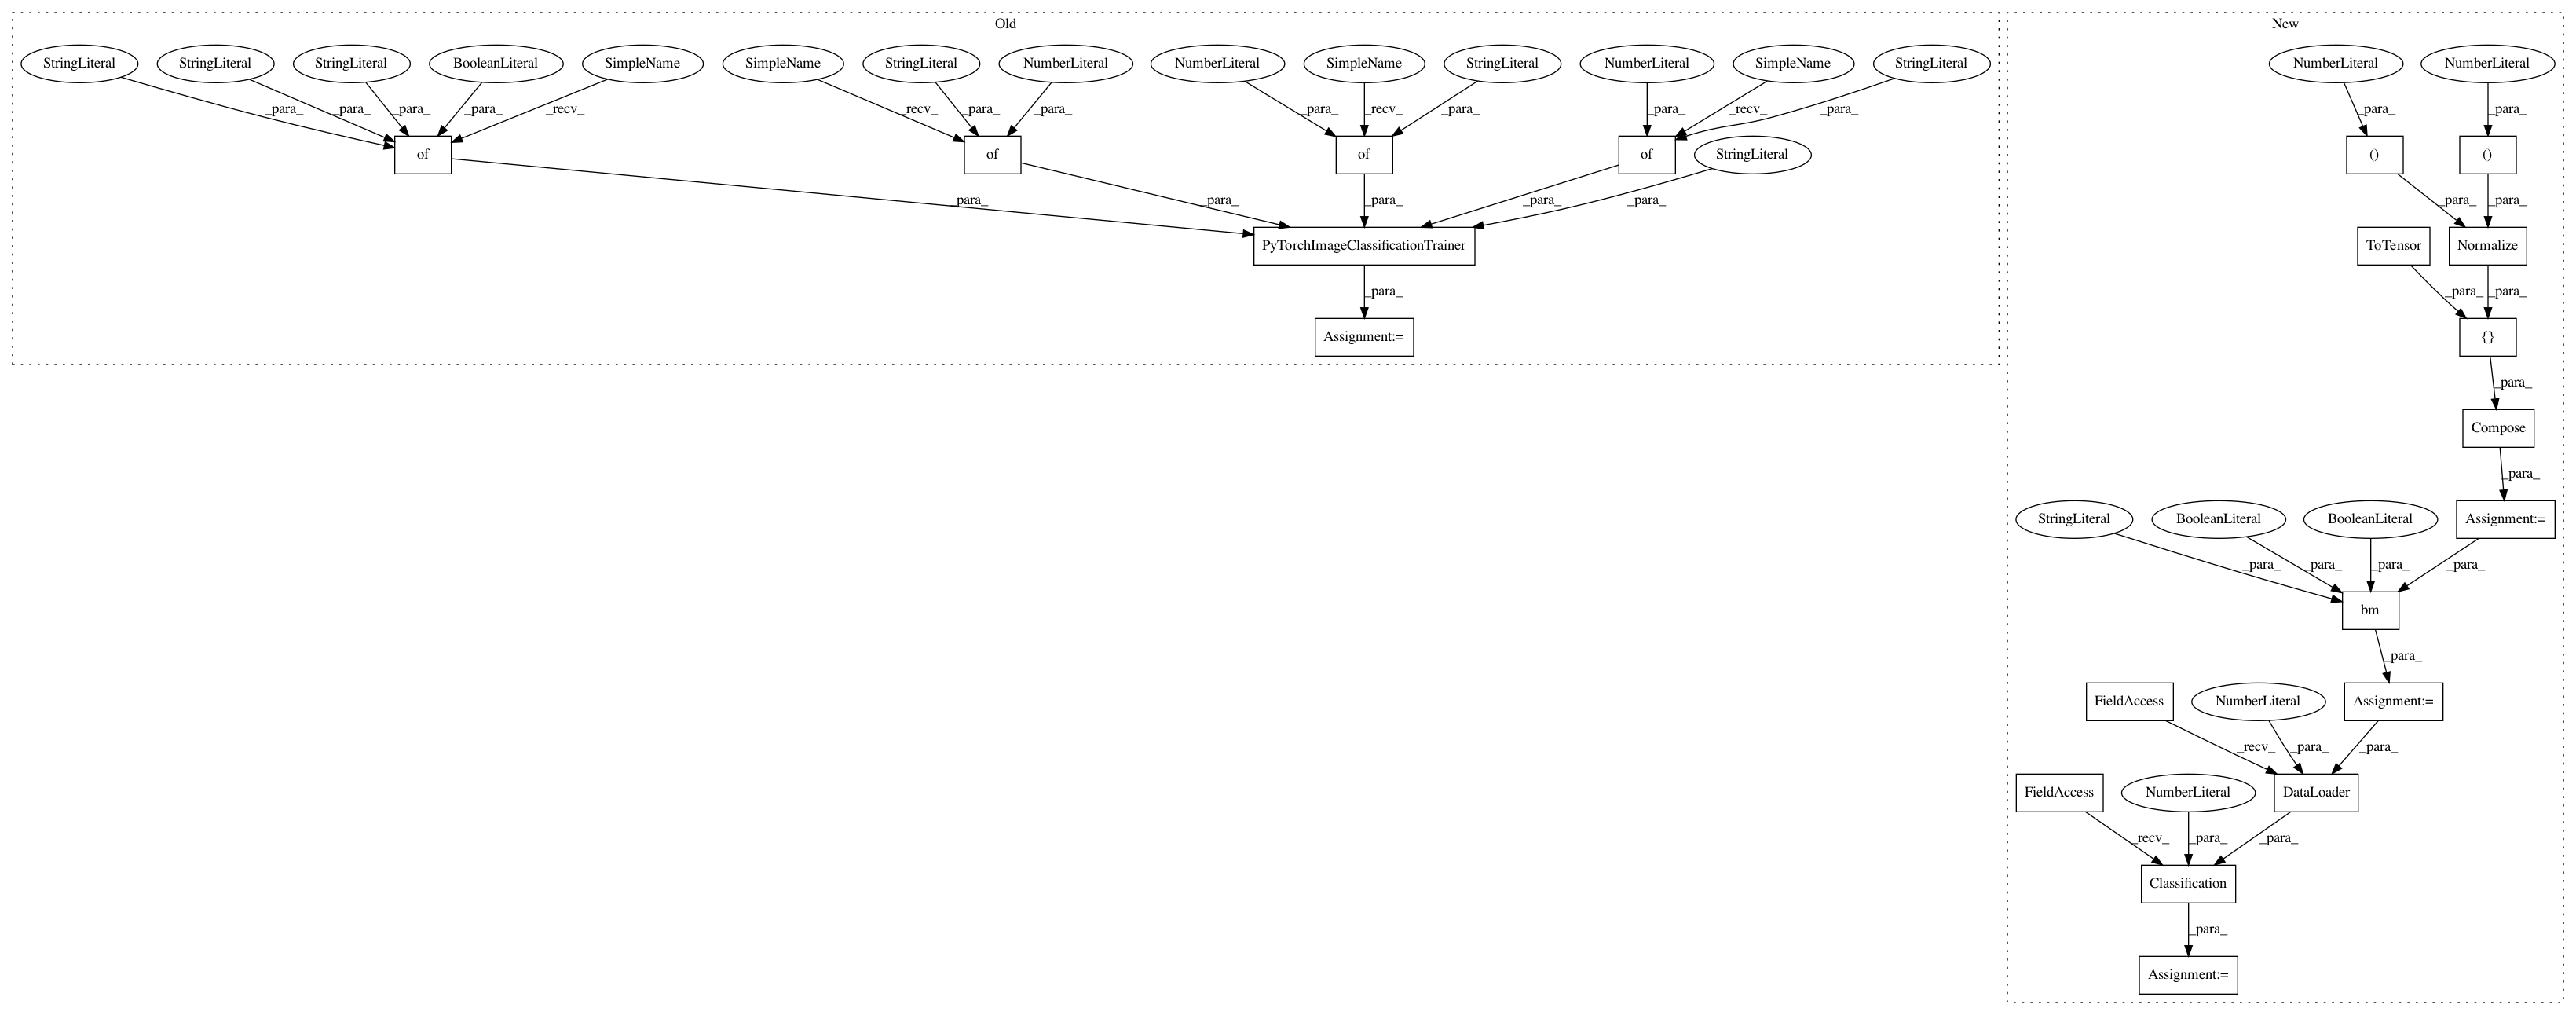 Old
New
StringLiteral StringLiteral StringLiteral BooleanLiteral SimpleName SimpleName StringLiteral NumberLiteral NumberLiteral SimpleName StringLiteral NumberLiteral SimpleName StringLiteral NumberLiteral NumberLiteral
_para_ _para_ _para_ _para_ _recv_ _recv_ _para_ _para_ _para_ _recv_ _para_ _para_ _recv_ _para_ _para_ _para_
of of of of StringLiteral () ()
_para_ _para_ _para_ _para_ _para_ _para_ _para_
PyTorchImageClassificationTrainer ToTensor Normalize
_para_ _para_ _para_
Assignment:= {}
_para_
Compose
_para_
StringLiteral BooleanLiteral BooleanLiteral Assignment:=
_para_ _para_ _para_ _para_
bm
_para_
FieldAccess NumberLiteral Assignment:=
_recv_ _para_ _para_
FieldAccess NumberLiteral DataLoader
_recv_ _para_ _para_
Classification
_para_
Assignment:=